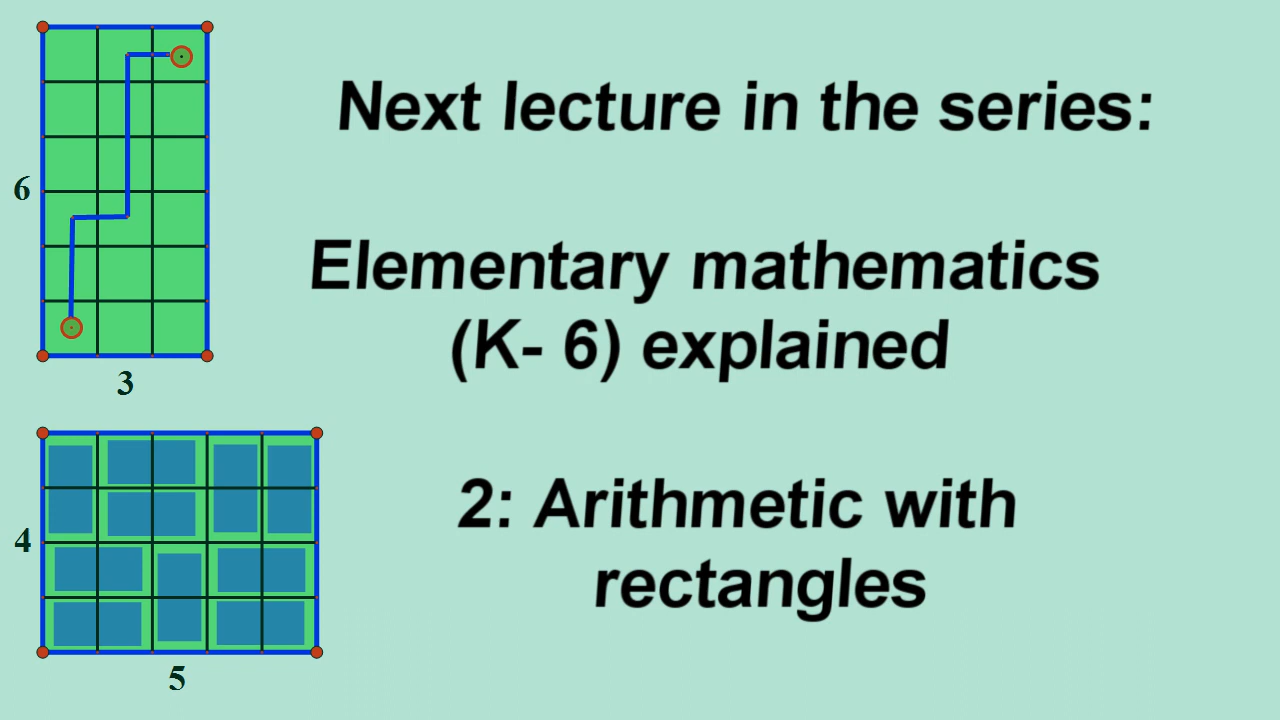 6
3
4
5
Next lecture in the series:
Elementary mathematics
(K- 6) explained
2: Arithmetic with
rectangles